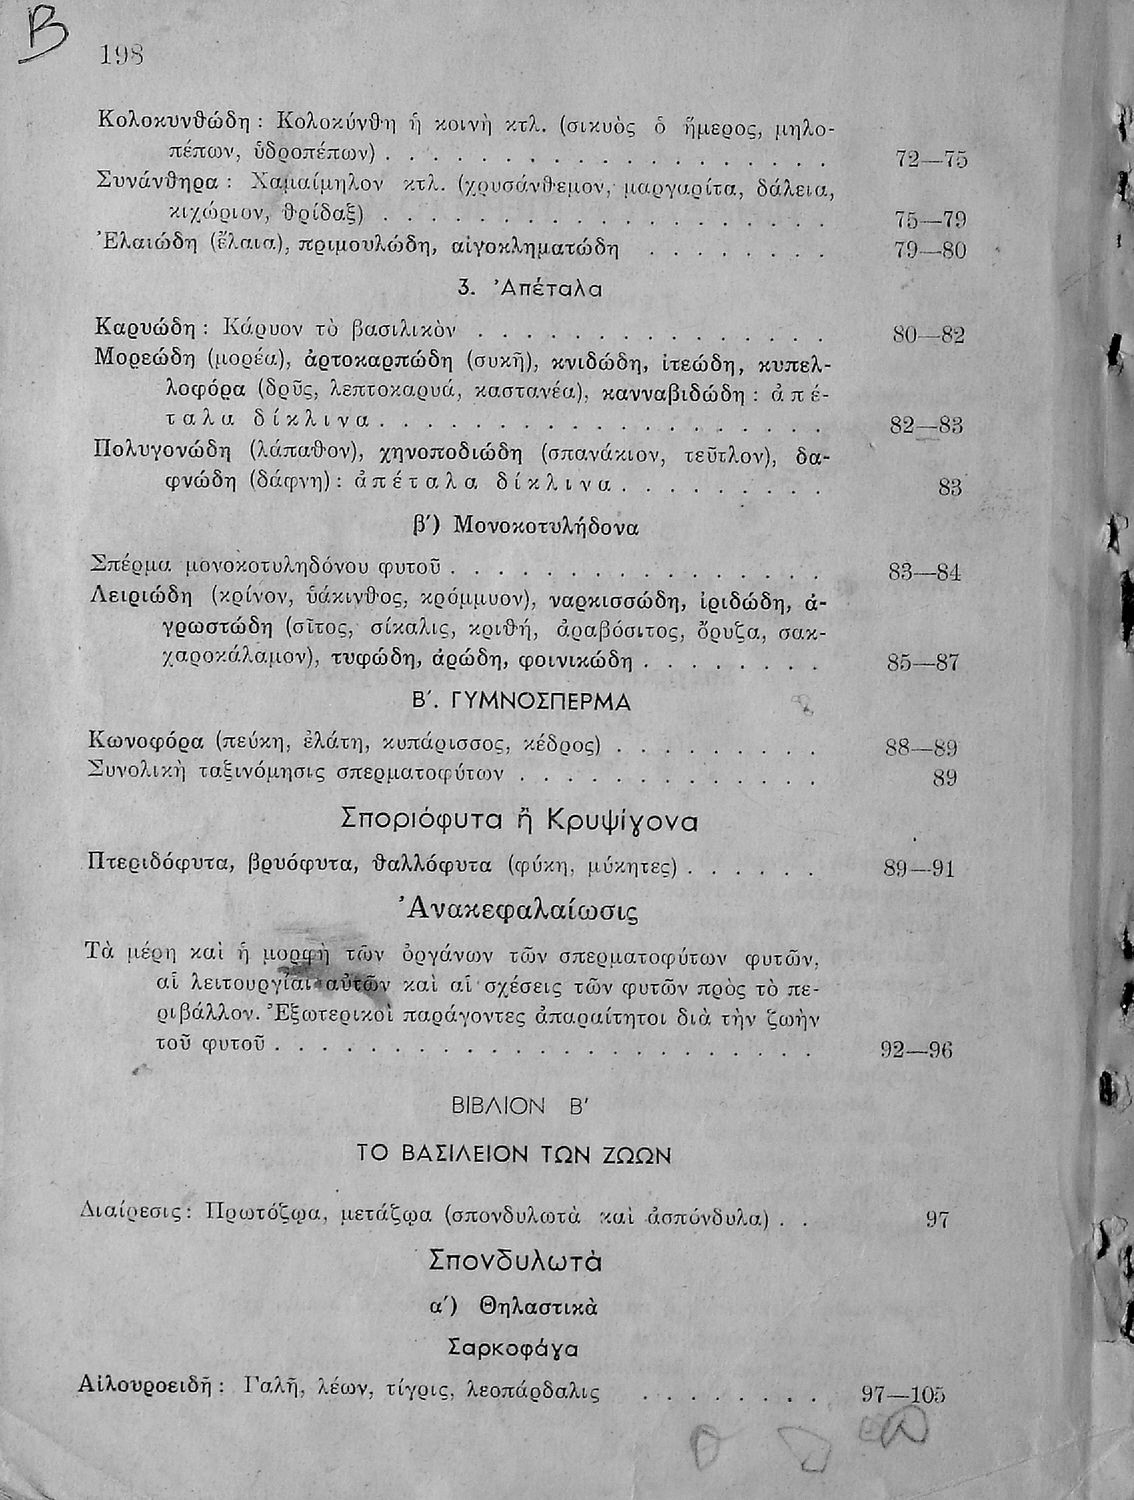 B
198
Κολοκυνθώδη : Κολοκύνθη ἡ κοινὴ κτλ. (σικυὸς ὁ ἥμερος, μηλο-
πέπων, ὑδροπέπων) . . . . . . . . . . . . . . . . . . . 72—75
Συνάνθηρα : Χαμαίμηλον κτλ. (χρυσάνθεμον, μαργαρίτα, δάλεια,
κιχώριον, θρίδαξ) . . . . . . . . . . . . . . . . . . . 75—79
Ἐλαιώδη (ἔλαια), πριμουλώδη, αἰγοκληματώδη . . . . . . . . 79—80
3. Ἀπέταλα
Καρυώδη : Κάρυον τὸ βασιλικὸν . . . . . . . . . . . . . . . 80—82
Μορεώδη (μορέα), ἀρτοκαρπώδη (συκῆ), κνιδώδη, ἰτεώδη, κυπελ-
λοφόρα (δρῦς, λεπτοκαρυά, καστανέα), κανναβιδώδη : ἀπέ-
ταλα δίκλινα . . . . . . . . . . . . . . . . . . . 82—83
Πολυγονώδη (λάπαθον), χηνοποδιώδη (σπανάκιον, τεῦτλον), δα-
φνώδη (δάφνη) : ἀπέταλα δίκλινα . . . . . . . . . 83
β΄) Μονοκοτυλήδονα
Σπέρμα μονοκοτυληδόνου φυτοῦ . . . . . . . . . . . . . . . . 83—84
Λειριώδη (κρίνον, ὑάκινθος, κρόμμυον), ναρκισσώδη, ἰριδώδη, ἀ-
γρωστώδη (σῖτος, σίκαλις, κριθή, ἀραβόσιτος, ὄρυζα, σακ-
χαροκάλαμον), τυφώδη, ἀρώδη, φοινικώδη . . . . . . . . 85—87
Β΄. ΓΥΜΝΟΣΠΕΡΜΑ
Κωνοφόρα (πεύκη, ἐλάτη, κυπάρισσος, κέδρος) . . . . . . . . . 88—89
Συνολικὴ ταξινόμησις σπερματοφύτων . . . . . . . . . . . . . 89
Σποριόφυτα ἢ Κρυψίγονα
Πτεριδόφυτα, βρυόφυτα, θαλλόφυτα (φύκη, μύκητες) . . . . . . 89—91
Ἀνακεφαλαίωσις
Τὰ μέρη καὶ ἡ μορφὴ τῶν ὀργάνων τῶν σπερματοφύτων φυτῶν,
αἱ λειτουργίαι αὐτῶν καὶ αἱ σχέσεις τῶν φυτῶν πρὸς τὸ πε-
ριβάλλον. Ἐξωτερικοὶ παράγοντες ἀπαραίτητοι διὰ τὴν ζωὴν
τοῦ φυτοῦ . . . . . . . . . . . . . . . . . . . . . . . 92—96
ΒΙΒΛΙΟΝ Β΄
ΤΟ ΒΑΣΙΛΕΙΟΝ ΤΩΝ ΖΩΩΝ
Διαίρεσις : Πρωτόζῳα, μετάζῳα (σπονδυλωτὰ καὶ ἀσπόνδυλα) . . 97
Σπονδυλωτὰ
α΄) Θηλαστικὰ
Σαρκοφάγα
Αἰλουροειδῆ : Γαλῆ, λέων, τίγρις, λεοπάρδαλις . . . . . . . . 97—105